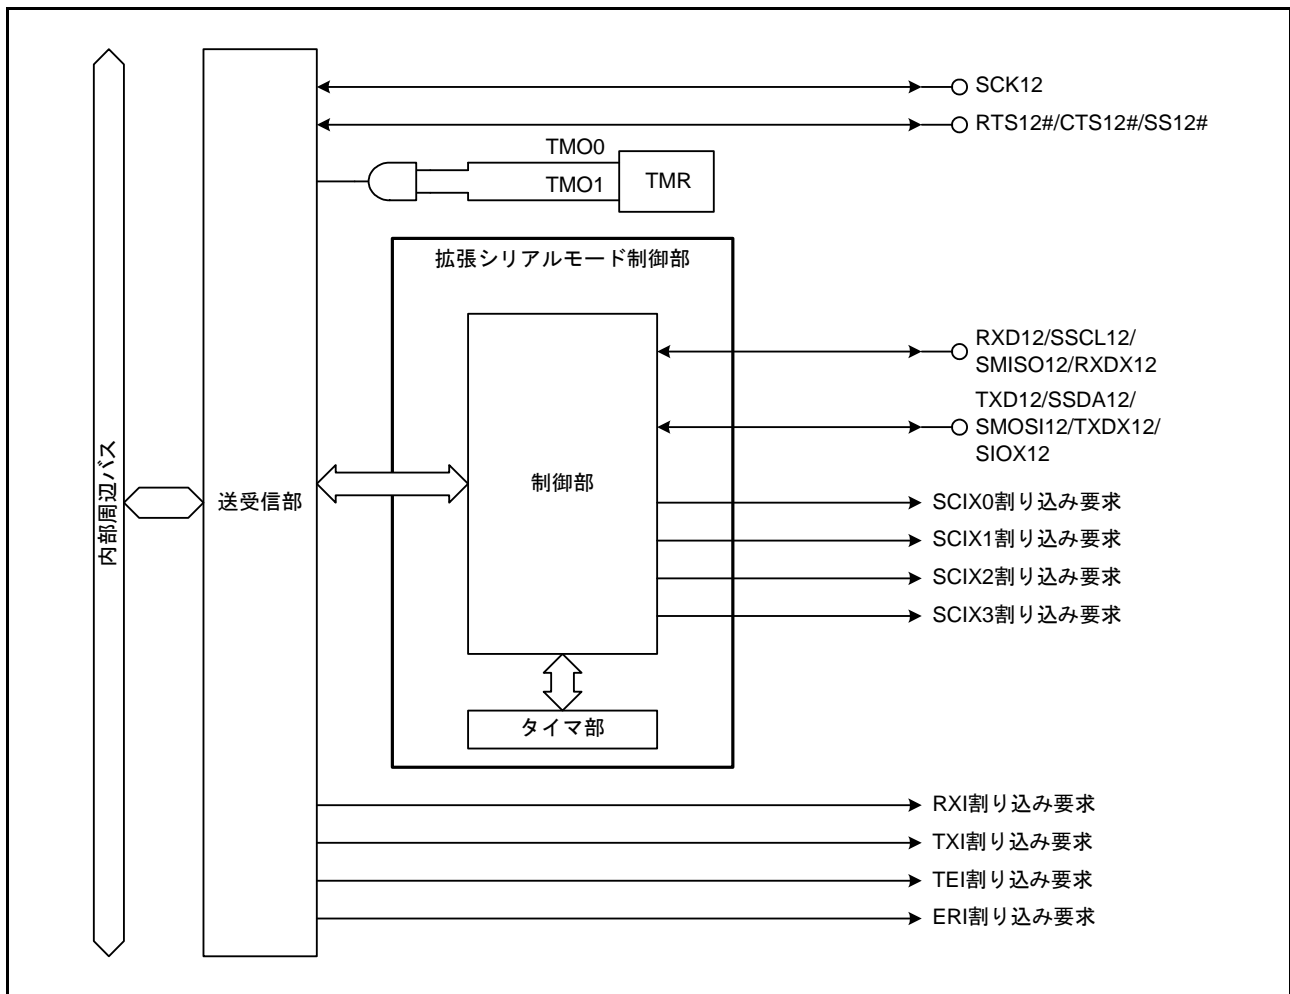 SCK12
RTS12#/CTS12#/SS12#
TMO0
TMO1
TMR
拡張シリアルモード制御部
RXD12/SSCL12/
SMISO12/RXDX12
TXD12/SSDA12/
SMOSI12/TXDX12/
SIOX12
内部周辺バス
送受信部
制御部
SCIX0割り込み要求
SCIX1割り込み要求
SCIX2割り込み要求
SCIX3割り込み要求
タイマ部
RXI割り込み要求
TXI割り込み要求
TEI割り込み要求
ERI割り込み要求